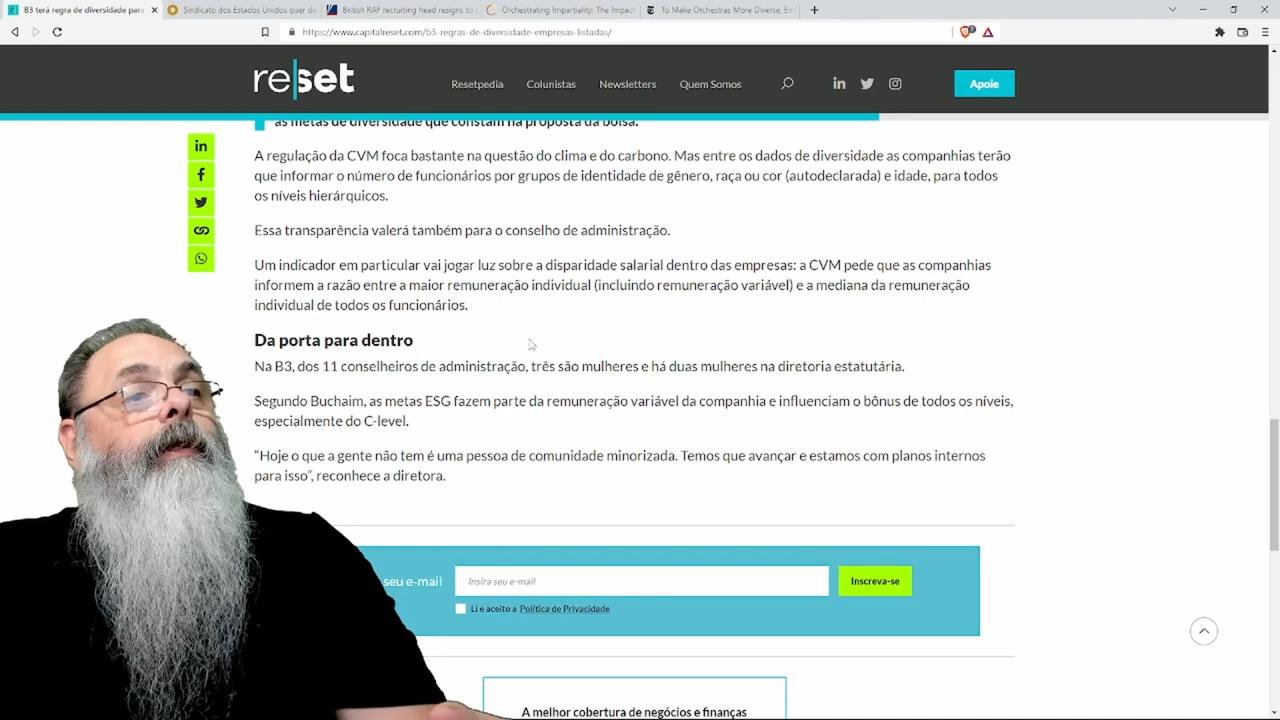 B3 terá regra de diversidade para
Sindicato dos Estados Unidos quer de
British RAF recruiting head resigns to
Orchestrating Impartiality: The Impact
To Make Orchestras More Diverse, En
https://www.capitalreset.com/b3-regras-de-diversidade-empresas-listadas/
reset
Resetpedia
Colunistas
Newsletters
Quem Somos
Apoie
as metas de diversidade que constam na proposta da bolsa.
A regulação da CVM foca bastante na questão do clima e do carbono. Mas entre os dados de diversidade as companhias terão
que informar o número de funcionários por grupos de identidade de gênero, raça ou cor (autodeclarada) e idade, para todos
os níveis hierárquicos.
Essa transparência valerá também para o conselho de administração.
Um indicador em particular vai jogar luz sobre a disparidade salarial dentro das empresas: a CVM pede que as companhias
informem a razão entre a maior remuneração individual (incluindo remuneração variável) e a mediana da remuneração
individual de todos os funcionários.
Da porta para dentro
Na B3, dos 11 conselheiros de administração, três são mulheres e há duas mulheres na diretoria estatutária.
Segundo Buchaim, as metas ESG fazem parte da remuneração variável da companhia e influenciam o bônus de todos os níveis,
especialmente do C-level.
“Hoje o que a gente não tem é uma pessoa de comunidade minorizada. Temos que avançar e estamos com planos internos
para isso”, reconhece a diretora.
seu e-mail
Insira seu e-mail
Inscreva-se
Li e aceito a Política de Privacidade
A melhor cobertura de negócios e finanças